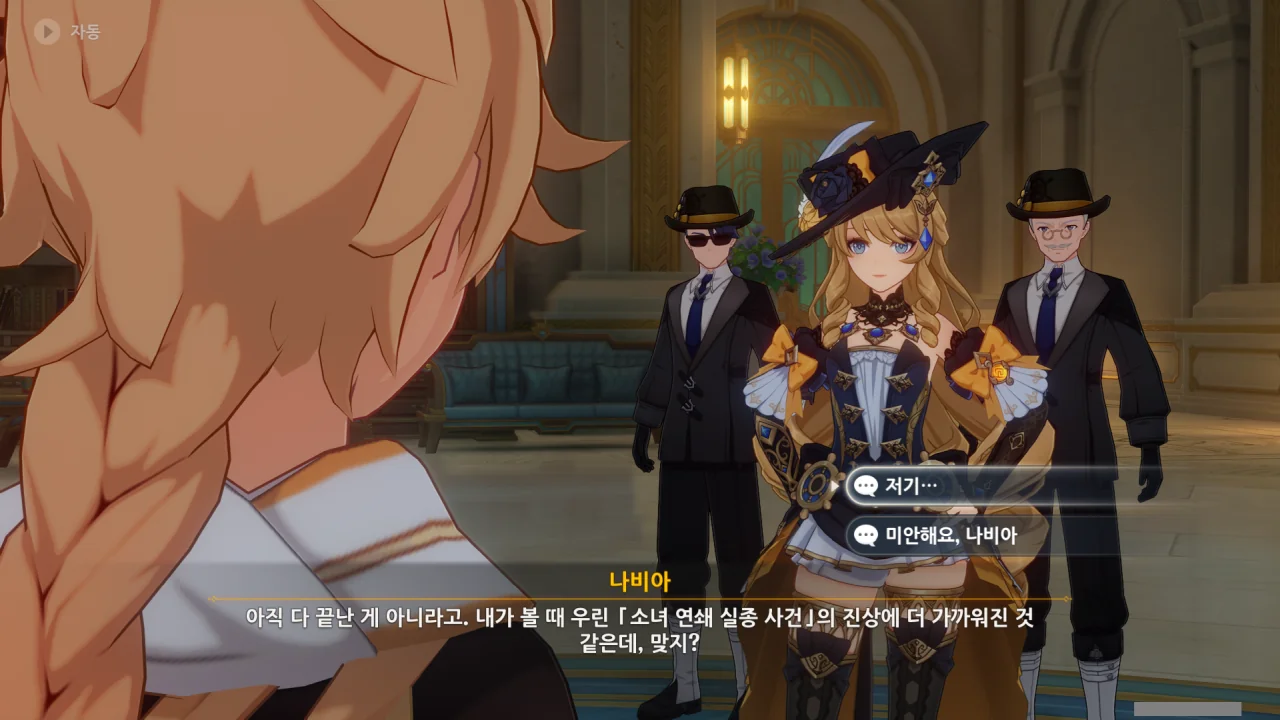 자동
저기…
미안해요, 나비아
나비아
아직 다 끝난 게 아니라고. 내가 볼 때 우린 「소녀 연쇄 실종 사건」의 진상에 더 가까워진 것
같은데, 맞지?